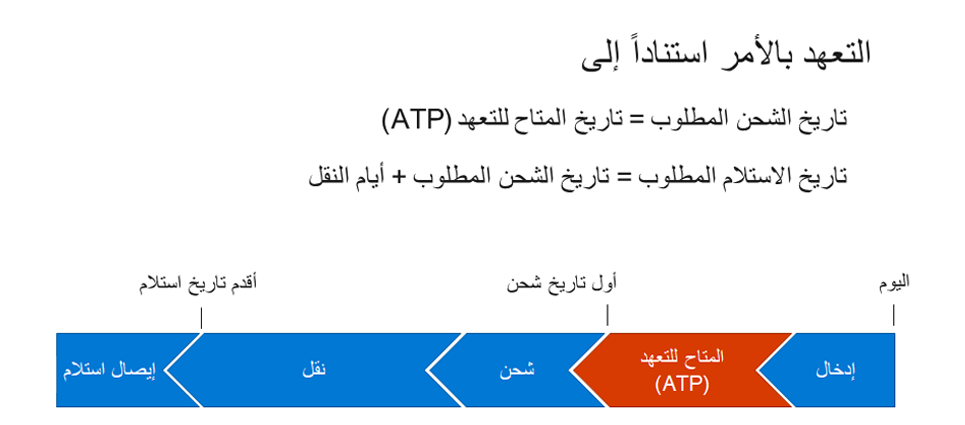 التعهد بالأمر استناداً إلى
تاريخ الشحن المطلوب = تاريخ المتاح للتعهد (ATP)
تاريخ الاستلام المطلوب = تاريخ الشحن المطلوب + أيام النقل
اليوم
أول تاريخ شحن
أقدم تاريخ استلام
إدخال
المتاح للتعهد
(ATP)
شحن
نقل
إيصال استلام